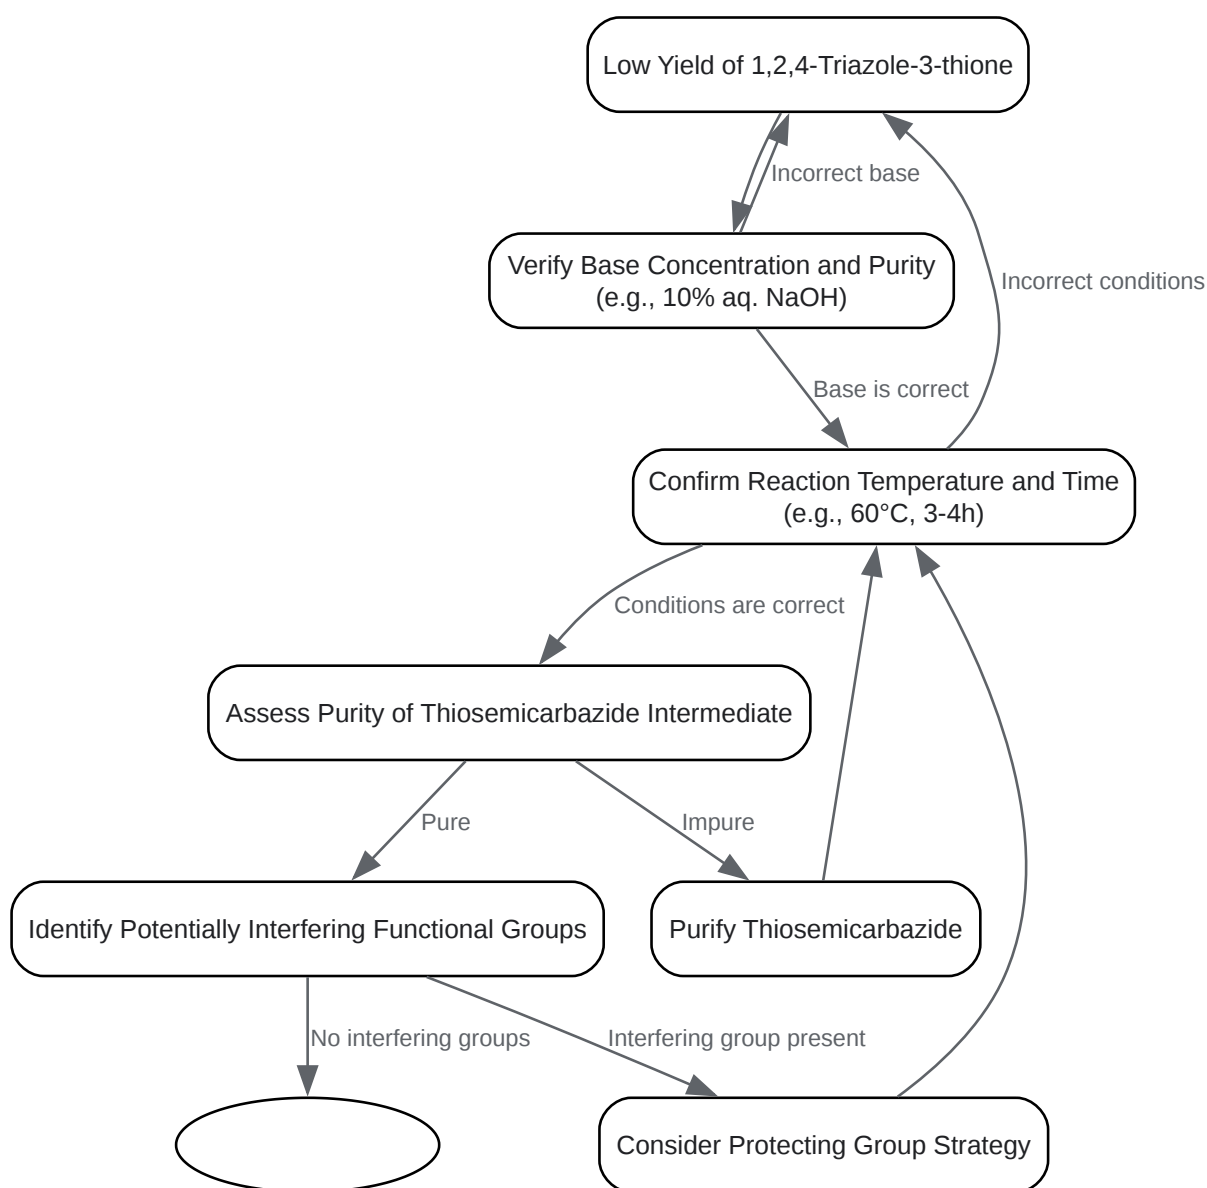 Low Yield of 1,2,4-Triazole-3-thione
Incorrect base
Verify Base Concentration and Purity
(e.g., 10% aq. NaOH)
Incorrect conditions
Base is correct
Confirm Reaction Temperature and Time
(e.g., 60°C, 3-4h)
Conditions are correct
Assess Purity of Thiosemicarbazide Intermediate
Pure
Impure
Identify Potentially Interfering Functional Groups
Purify Thiosemicarbazide
No interfering groups
Interfering group present
Consider Protecting Group Strategy